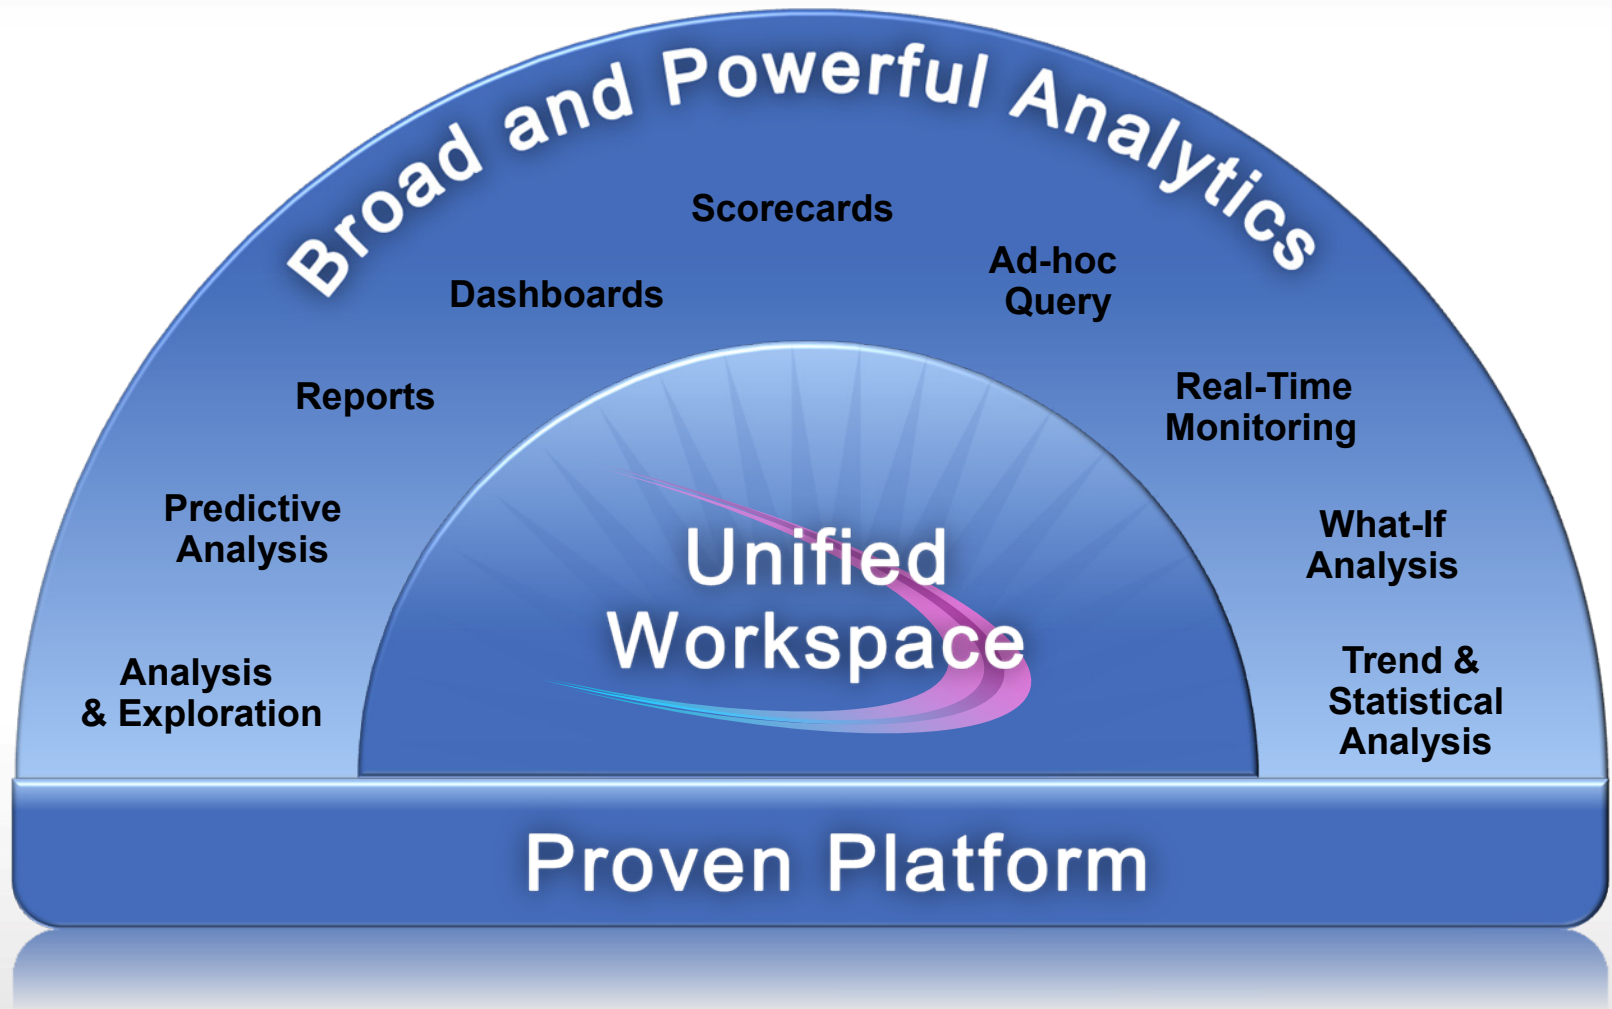 Broad and Powerful Analytics
Scorecards
Ad-hoc
Query
Dashboards
Real-Time
Monitoring
Reports
Predictive
Analysis
What-If
Analysis
Unified
Workspace
Analysis
& Exploration
Trend &
Statistical
Analysis
Proven Platform